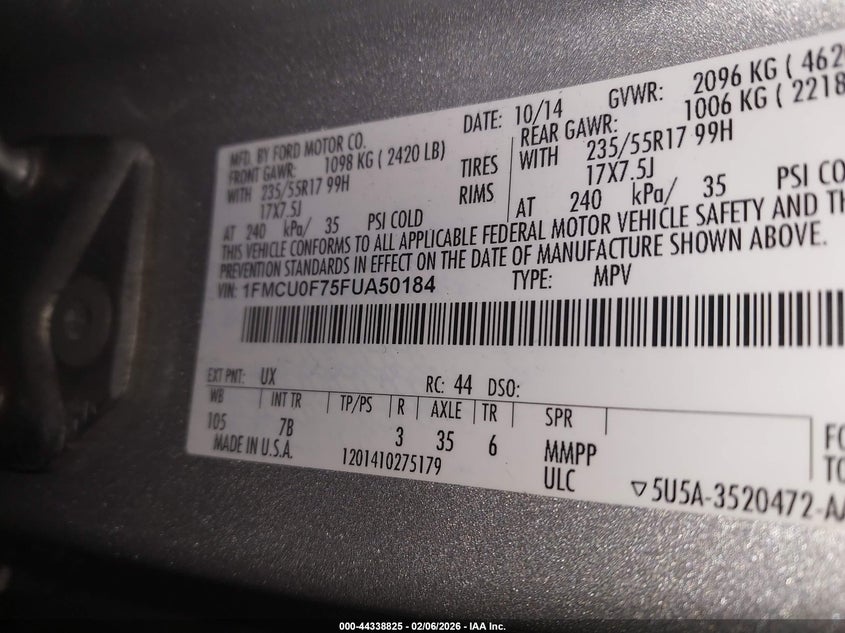 MFD. BY FORD MOTOR CO.
DATE: 10/14
GVWR: 2096 KG ( 462
FRONT GAWR: 1098 KG ( 2420 LB)
REAR GAWR: 1006 KG ( 2218
WITH 235/55R17 99H TIRES
WITH 235/55R17 99H
17X7.5J RIMS
17X7.5J
AT 240 kPa/ 35 PSI COLD
AT 240 kPa/ 35 PSI CO
THIS VEHICLE CONFORMS TO ALL APPLICABLE FEDERAL MOTOR VEHICLE SAFETY AND TH
PREVENTION STANDARDS IN EFFECT ON THE DATE OF MANUFACTURE SHOWN ABOVE.
VIN: 1FMCU0F75FUA50184 TYPE: MPV
EXT PNT: UX RC: 44 DSO:
WB INT TR TP/PS R AXLE TR SPR
105 7B 3 35 6 MMPP
MADE IN U.S.A. 1201410275179 ULC
FO
TO
▽5U5A-3520472-AA
000-44338825 - 02/06/2026 - IAA Inc.